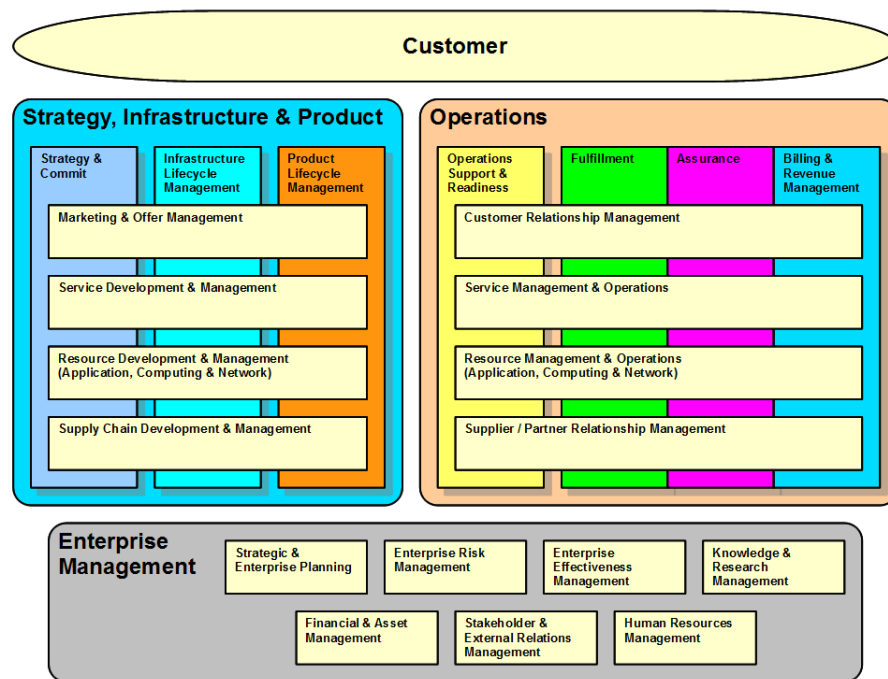 Customer
Strategy, Infrastructure & Product
Strategy &
Commit
Infrastructure
Lifecycle
Management
Product
Lifecycle
Management
Marketing & Offer Management
Service Development & Management
Resource Development & Management
(Application, Computing & Network)
Supply Chain Development & Management
Operations
Operations
Support &
Readiness
Fulfillment
Assurance
Billing &
Revenue
Management
Customer Relationship Management
Service Management & Operations
Resource Management & Operations
(Application, Computing & Network)
Supplier / Partner Relationship Management
Enterprise
Management
Strategic &
Enterprise Planning
Enterprise Risk
Management
Enterprise
Effectiveness
Management
Knowledge &
Research
Management
Financial & Asset
Management
Stakeholder &
External Relations
Management
Human Resources
Management